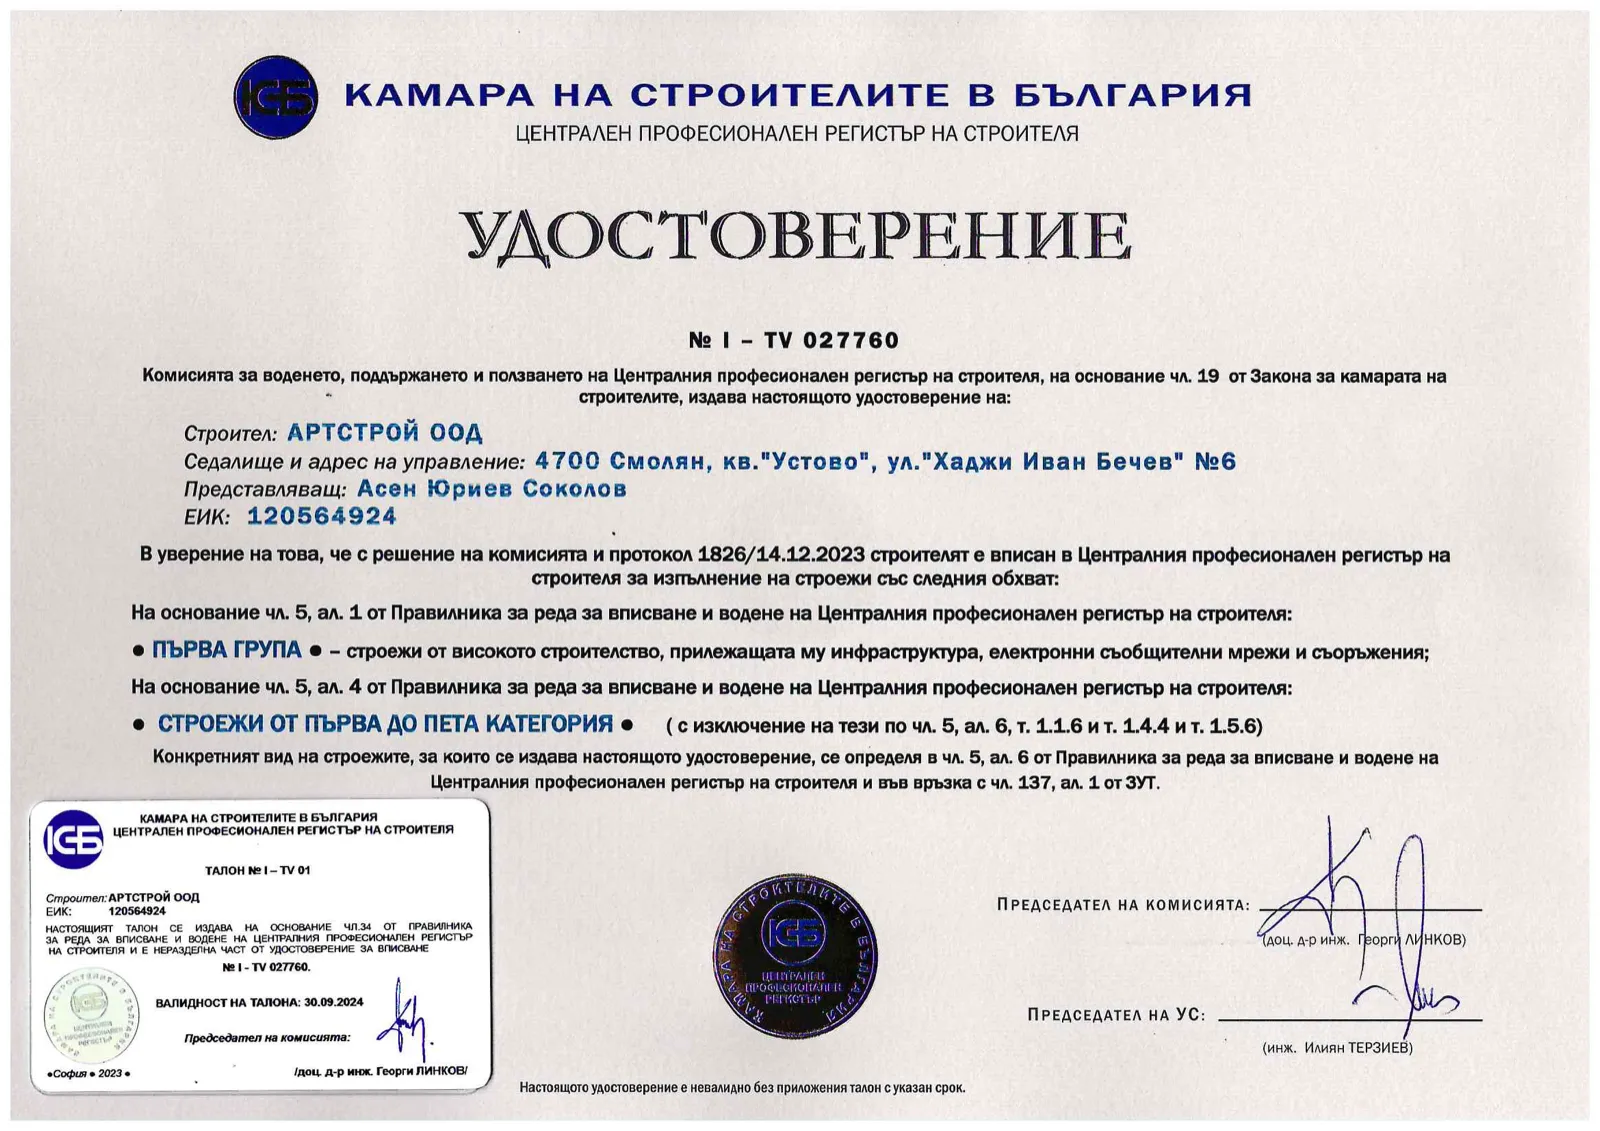 КСБ КАМАРА НА СТРОИТЕЛИТЕ В БЪЛГАРИЯ
ЦЕНТРАЛЕН ПРОФЕСИОНАЛЕН РЕГИСТЪР НА СТРОИТЕЛЯ
УДОСТОВЕРЕНИЕ
№ I – TV 027760
Комисията за воденето, поддържането и ползването на Централния професионален регистър на строителя, на основание чл. 19 от Закона за камарата на
строителите, издава настоящото удостоверение на:
Строител: АРТСТРОЙ ООД
Седалище и адрес на управление: 4700 Смолян, кв."Устово", ул."Хаджи Иван Бечев" №6
Представляващ: Асен Юриев Соколов
ЕИК: 120564924
В уверение на това, че с решение на комисията и протокол 1826/14.12.2023 строителят е вписан в Централния професионален регистър на
строителя за изпълнение на строежи със следния обхват:
На основание чл. 5, ал. 1 от Правилника за реда за вписване и водене на Централния професионален регистър на строителя:
● ПЪРВА ГРУПА ● – строежи от високото строителство, прилежащата му инфраструктура, електронни съобщителни мрежи и съоръжения;
На основание чл. 5, ал. 4 от Правилника за реда за вписване и водене на Централния професионален регистър на строителя:
● СТРОЕЖИ ОТ ПЪРВА ДО ПЕТА КАТЕГОРИЯ ● ( с изключение на тези по чл. 5, ал. 6, т. 1.1.6 и т. 1.4.4 и т. 1.5.6)
Конкретният вид на строежите, за които се издава настоящото удостоверение, се определя в чл. 5, ал. 6 от Правилника за реда за вписване и водене на
Централния професионален регистър на строителя и във връзка с чл. 137, ал. 1 от ЗУТ.
КСБ КАМАРА НА СТРОИТЕЛИТЕ В БЪЛГАРИЯ
ЦЕНТРАЛЕН ПРОФЕСИОНАЛЕН РЕГИСТЪР НА СТРОИТЕЛЯ
ТАЛОН № I – TV 01
Строител: АРТСТРОЙ ООД
ЕИК: 120564924
НАСТОЯЩИЯТ ТАЛОН СЕ ИЗДАВА НА ОСНОВАНИЕ ЧЛ.34 ОТ ПРАВИЛНИКА
ЗА РЕДА ЗА ВПИСВАНЕ И ВОДЕНЕ НА ЦЕНТРАЛНИЯ ПРОФЕСИОНАЛЕН РЕГИСТЪР
НА СТРОИТЕЛЯ И Е НЕРАЗДЕЛНА ЧАСТ ОТ УДОСТОВЕРЕНИЕ ЗА ВПИСВАНЕ
№ I - TV 027760.
ВАЛИДНОСТ НА ТАЛОНА: 30.09.2024
Председател на комисията:
/доц. д-р инж. Георги ЛИНКОВ/
●София ● 2023 ●
КАМАРА НА СТРОИТЕЛИТЕ В БЪЛГАРИЯ
КСБ
ЦЕНТРАЛЕН
ПРОФЕСИОНАЛЕН
РЕГИСТЪР
КАМАРА НА СТРОИТЕЛИТЕ В БЪЛГАРИЯ
КСБ
ЦЕНТРАЛЕН
ПРОФЕСИОНАЛЕН
РЕГИСТЪР
ПРЕДСЕДАТЕЛ НА КОМИСИЯТА:
(доц. д-р инж. Георги ЛИНКОВ)
ПРЕДСЕДАТЕЛ НА УС:
(инж. Илиян ТЕРЗИЕВ)
Настоящото удостоверение е невалидно без приложения талон с указан срок.